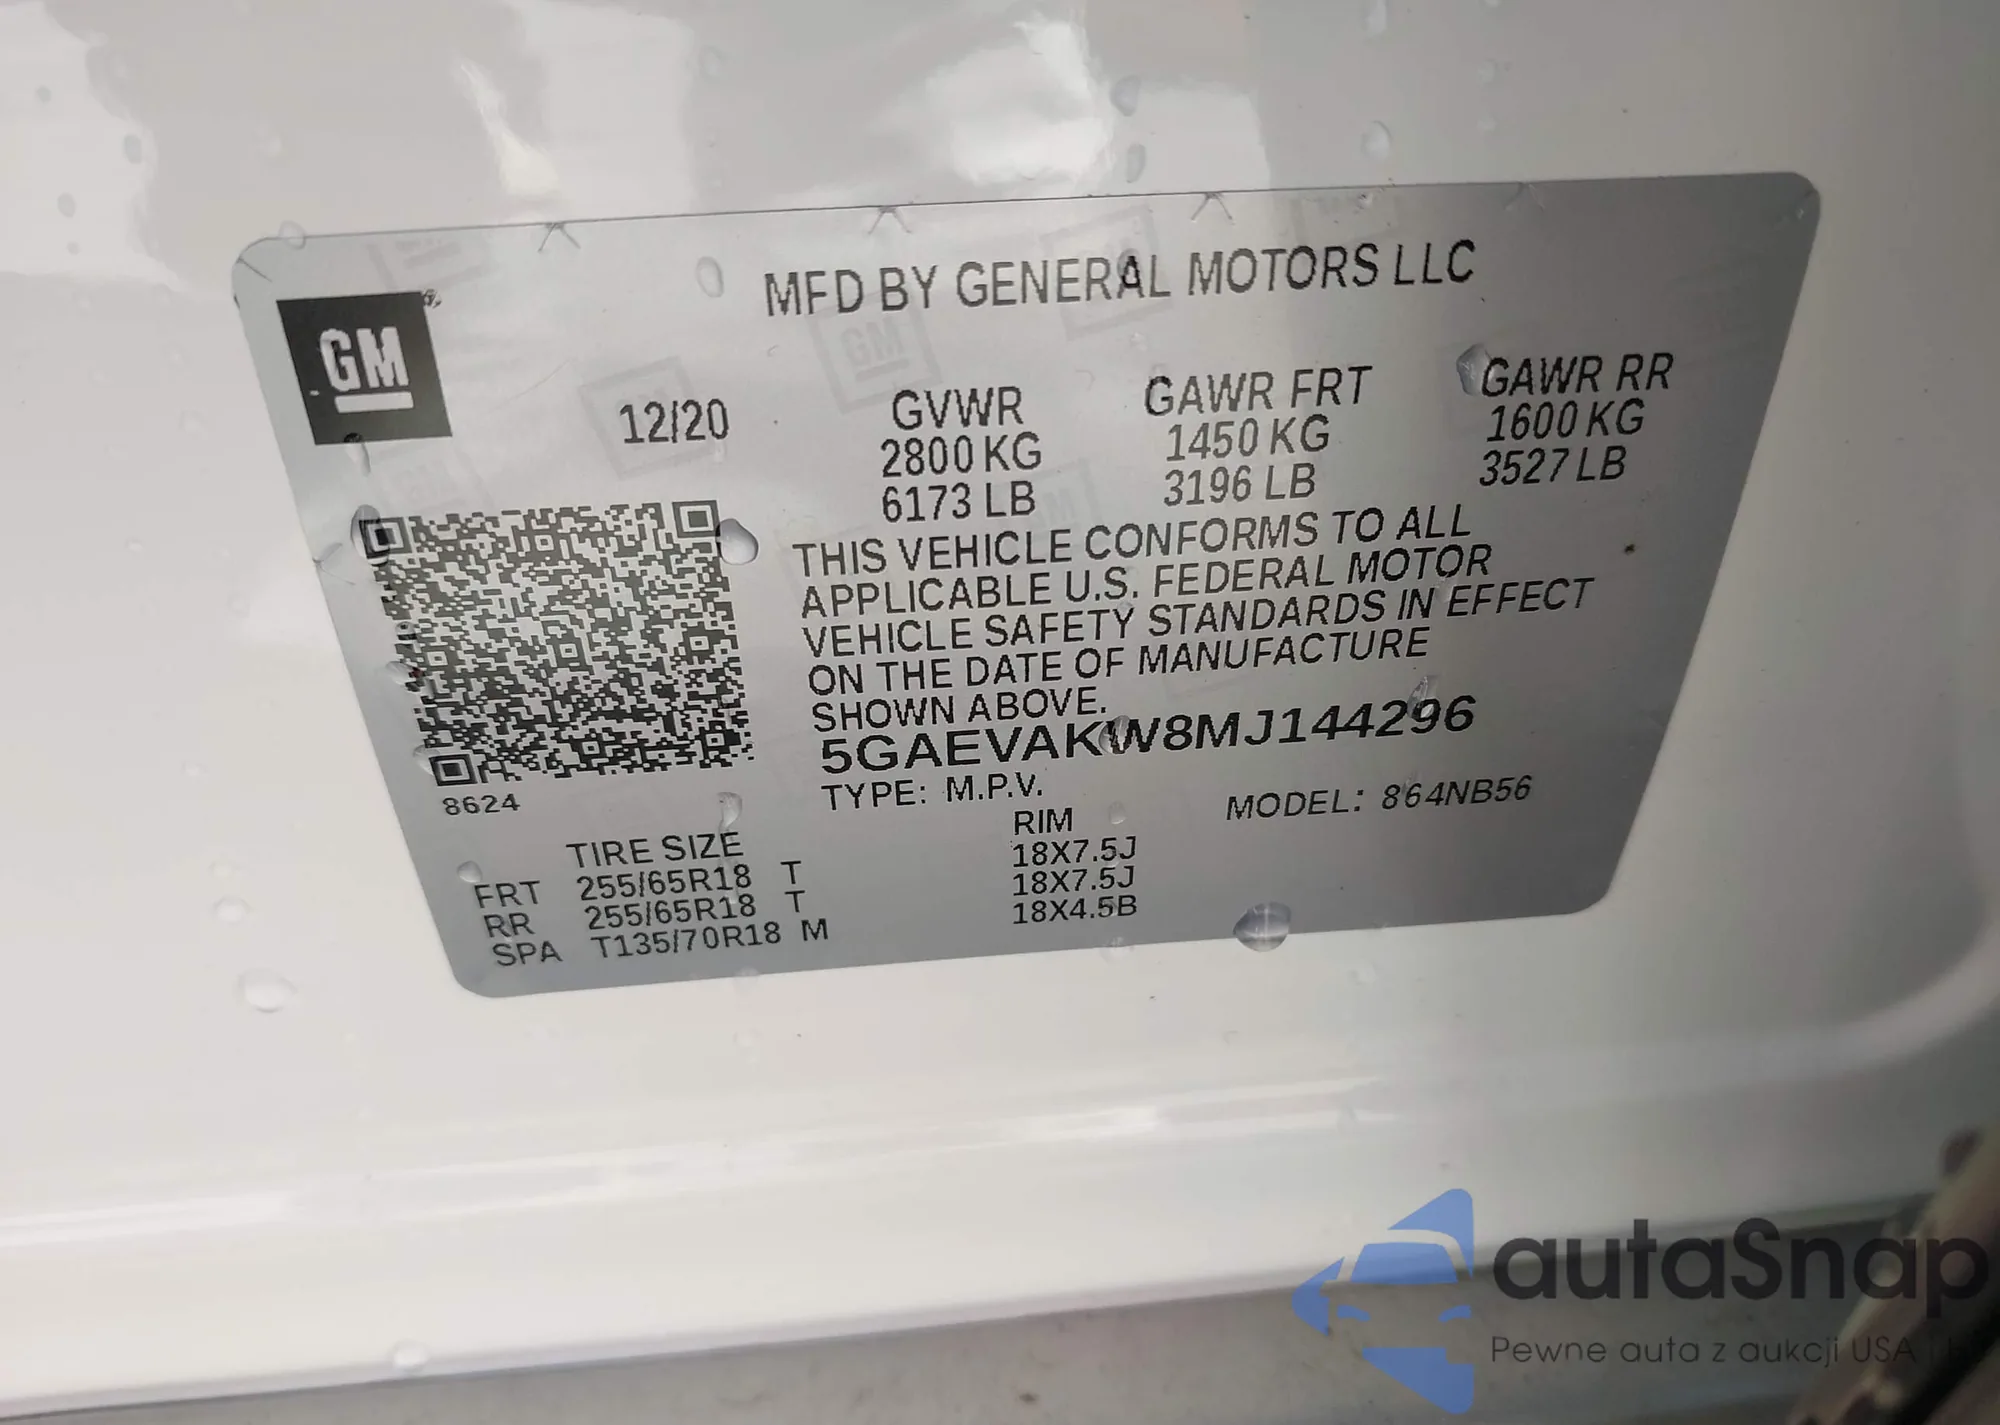 MFD BY GENERAL MOTORS LLC
GM
12/20
GVWR
2800 KG
6173 LB
GAWR FRT
1450 KG
3196 LB
GAWR RR
1600 KG
3527 LB
THIS VEHICLE CONFORMS TO ALL
APPLICABLE U.S. FEDERAL MOTOR
VEHICLE SAFETY STANDARDS IN EFFECT
ON THE DATE OF MANUFACTURE
SHOWN ABOVE.
5GAEVAKW8MJ144296
8624
TYPE: M.P.V.
MODEL: 864NB56
TIRE SIZE RIM
FRT 255/65R18 T 18X7.5J
RR 255/65R18 T 18X7.5J
SPA T135/70R18 M 18X4.5B
autaSnap
Pewne auta z aukcji USA i